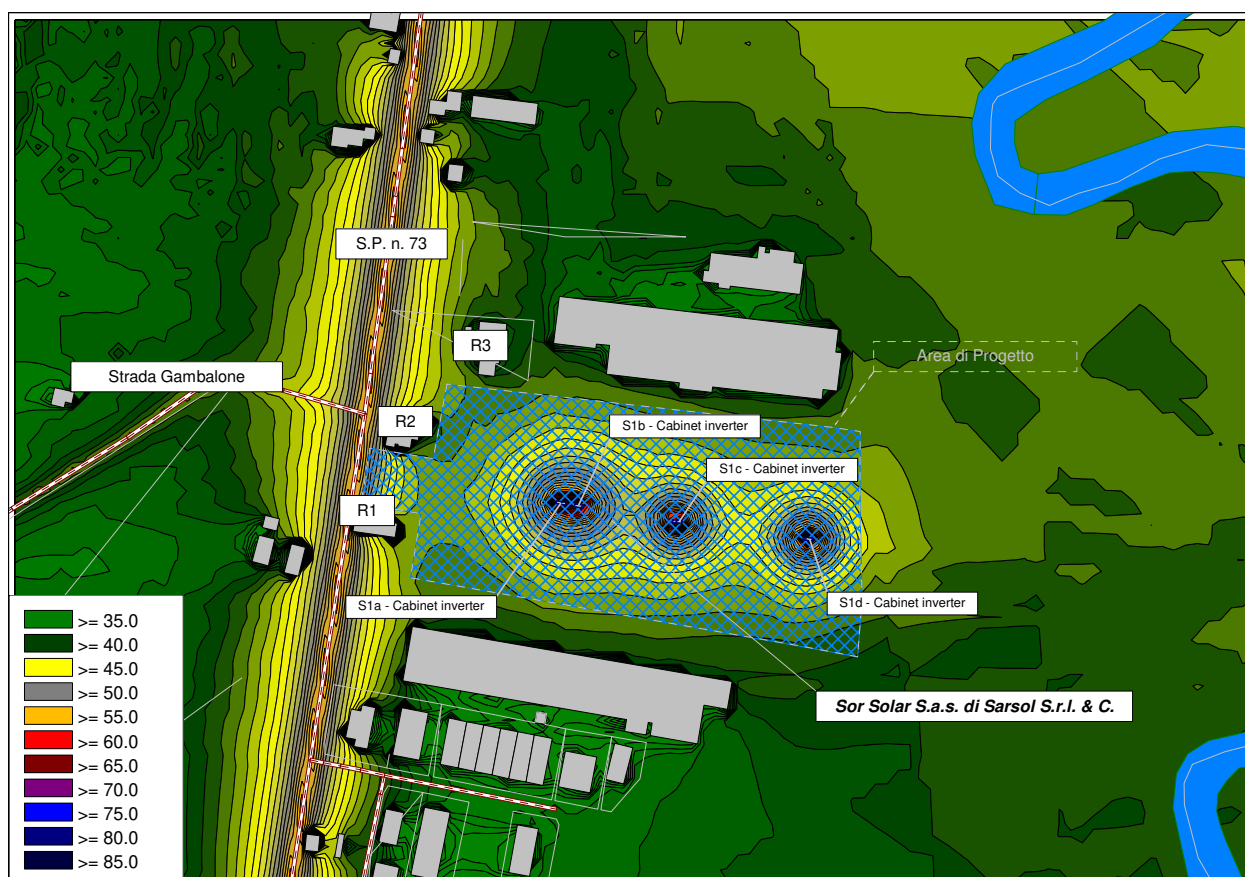 S.P. n. 73
R3
Area di Progetto
Strada Gambalone
R2
S1b - Cabinet inverter
S1c - Cabinet inverter
R1
S1a - Cabinet inverter
S1d - Cabinet inverter
Sor Solar S.a.s. di Sarsol S.r.l. & C.
>= 35.0
>= 40.0
>= 45.0
>= 50.0
>= 55.0
>= 60.0
>= 65.0
>= 70.0
>= 75.0
>= 80.0
>= 85.0